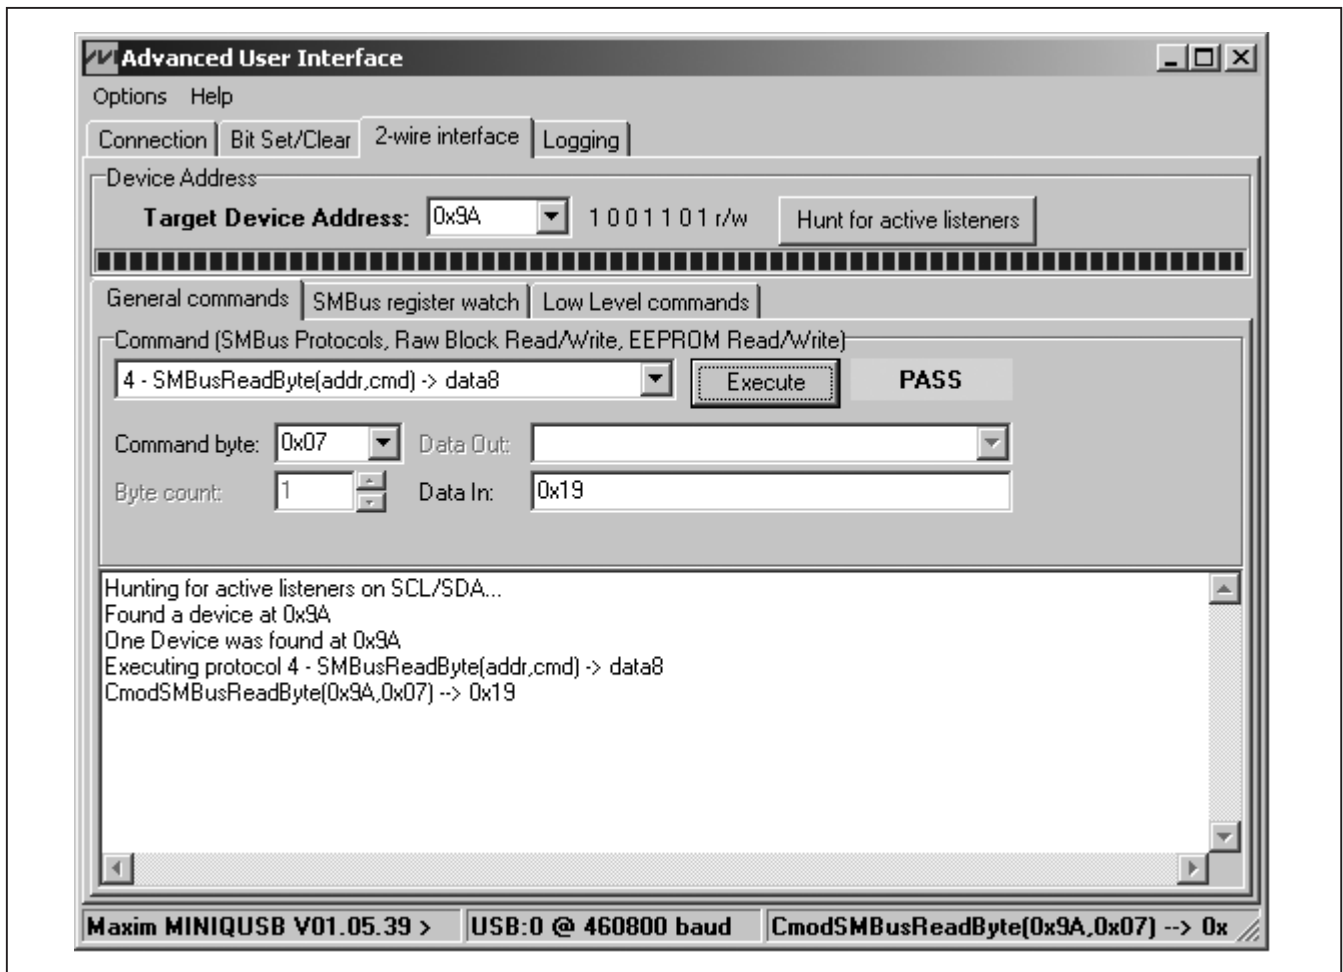 Advanced User Interface
Options Help
Connection Bit Set/Clear 2-wire interface Logging
Device Address
Target Device Address: 0x9A 1 0 0 1 1 0 1 r/w Hunt for active listeners
General commands SMBus register watch Low Level commands
Command (SMBus Protocols, Raw Block Read/Write, EEPROM Read/Write)
4 - SMBusReadByte(addr,cmd) -> data8 Execute PASS
Command byte: 0x07 Data Out:
Byte count: 1 Data In: 0x19
Hunting for active listeners on SCL/SDA...
Found a device at 0x9A
One Device was found at 0x9A
Executing protocol 4 - SMBusReadByte(addr,cmd) -> data8
CmodSMBusReadByte(0x9A,0x07) --> 0x19
Maxim MINIQUSB V01.05.39 > USB:0 @ 460800 baud CmodSMBusReadByte(0x9A,0x07) --> 0x